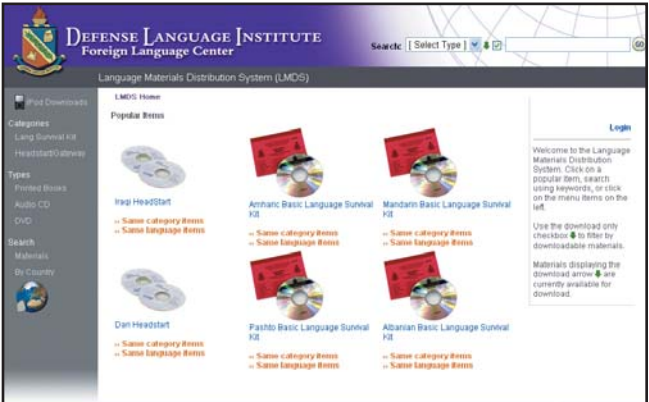 DEFENSE LANGUAGE INSTITUTE
Foreign Language Center
Search: [ Select Type ]
GO
Language Materials Distribution System (LMDS)
iPod Downloads
Categories
Lang Survival Kit
Headstart/Gateway
Types
Printed Books
Audio CD
DVD
Search
Materials
By Country
LMDS Home
Popular Items
Iraqi HeadStart
» Same category items
» Same language items
Amharic Basic Language Survival
Kit
» Same category items
» Same language items
Mandarin Basic Language Survival
Kit
» Same category items
» Same language items
Dari Headstart
» Same category items
» Same language items
Pashto Basic Language Survival
Kit
» Same category items
» Same language items
Albanian Basic Language Survival
Kit
» Same category items
» Same language items
Login
Welcome to the Language
Materials Distribution
System. Click on a
popular item, search
using keywords, or click
on the menu items on the
left.
Use the download only
checkbox to filter by
downloadable materials.
Materials displaying the
download arrow are
currently available for
download.